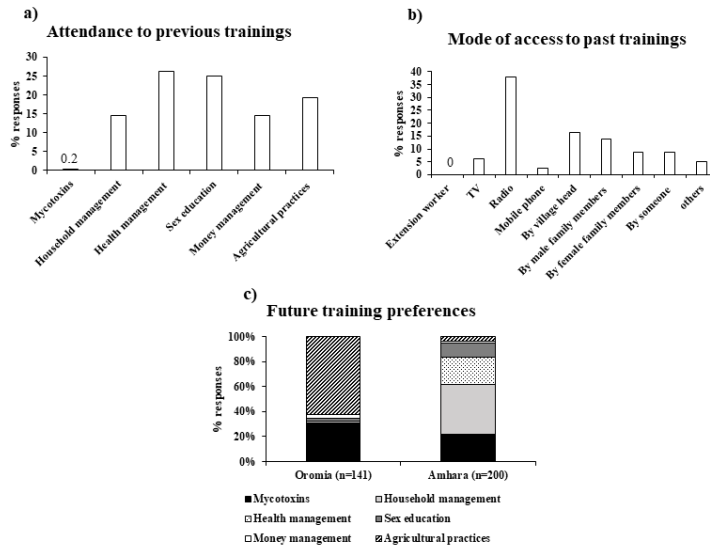 a)
Attendance to previous trainings
% responses
30
25
20
15
10
5
0
0.2
Mycotoxins
Household management
Health management
Sex education
Money management
Agricultural practices
b)
Mode of access to past trainings
% responses
40
35
30
25
20
15
10
5
0
0
Extension worker
TV
Radio
Mobile phone
By village head
By male family members
By female family members
By someone
others
c)
Future training preferences
% responses
100%
80%
60%
40%
20%
0%
Oromia (n=141)
Amhara (n=200)
Mycotoxins
Household management
Health management
Sex education
Money management
Agricultural practices